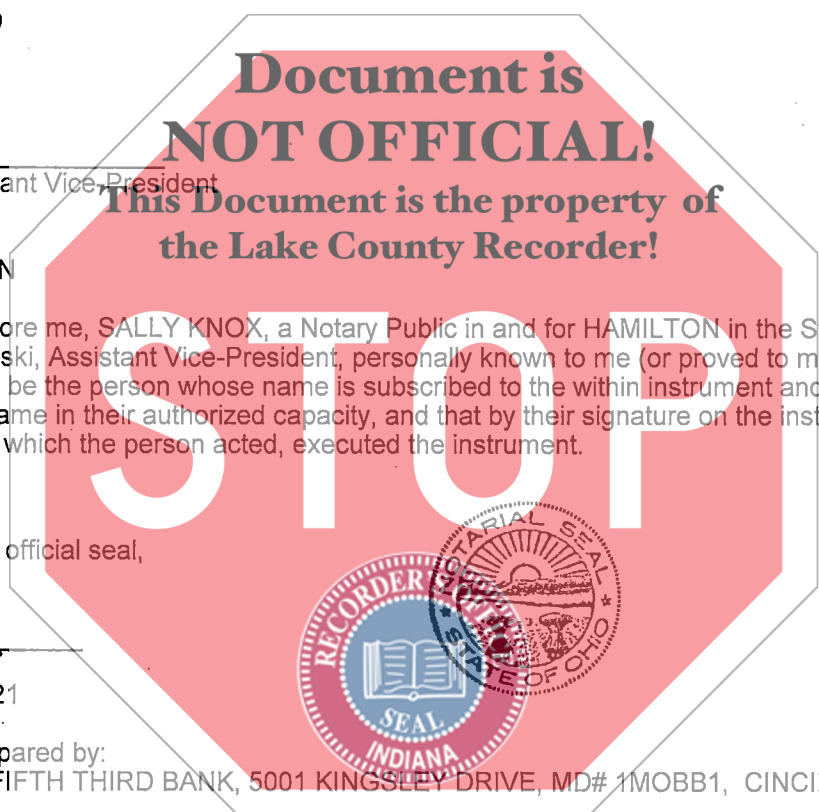 Document is
NOT OFFICIAL!
ant Vice-President
This Document is the property of
the Lake County Recorder!
N
STOP
ore me, SALLY KNOX, a Notary Public in and for HAMILTON in the S
ski, Assistant Vice-President, personally known to me (or proved to m
be the person whose name is subscribed to the within instrument and
ame in their authorized capacity, and that by their signature on the inst
which the person acted, executed the instrument.
official seal,
NOTARIAL SEAL
STATE OF OHIO
RECORDER'S OFFICE
SEAL
INDIANA
21
pared by:
FIFTH THIRD BANK, 5001 KINGSLEY DRIVE, MD# 1MOBB1, CINCI